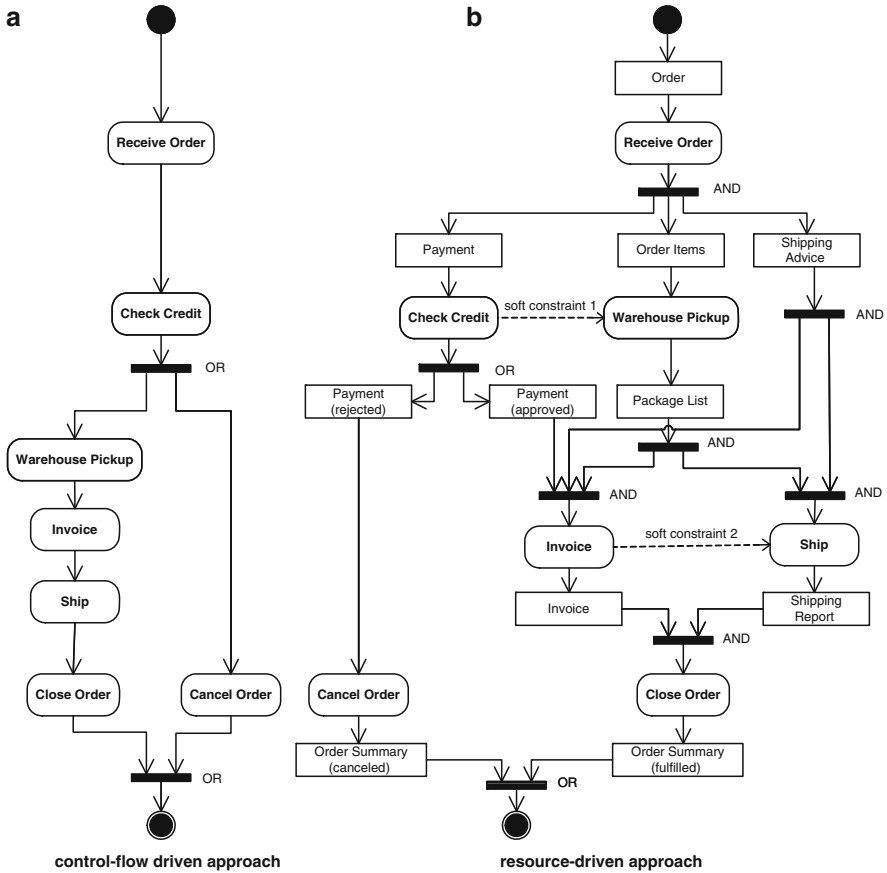 a
Receive Order
Check Credit
OR
Warehouse Pickup
Invoice
Ship
Close Order
Cancel Order
OR
control-flow driven approach
b
Order
Receive Order
AND
Payment
Order Items
Shipping
Advice
Check Credit
soft constraint 1
Warehouse Pickup
AND
OR
Payment
(rejected)
Payment
(approved)
Package List
AND
AND
AND
Invoice
soft constraint 2
Ship
Invoice
Shipping
Report
AND
Cancel Order
Close Order
Order Summary
(canceled)
Order Summary
(fulfilled)
OR
resource-driven approach